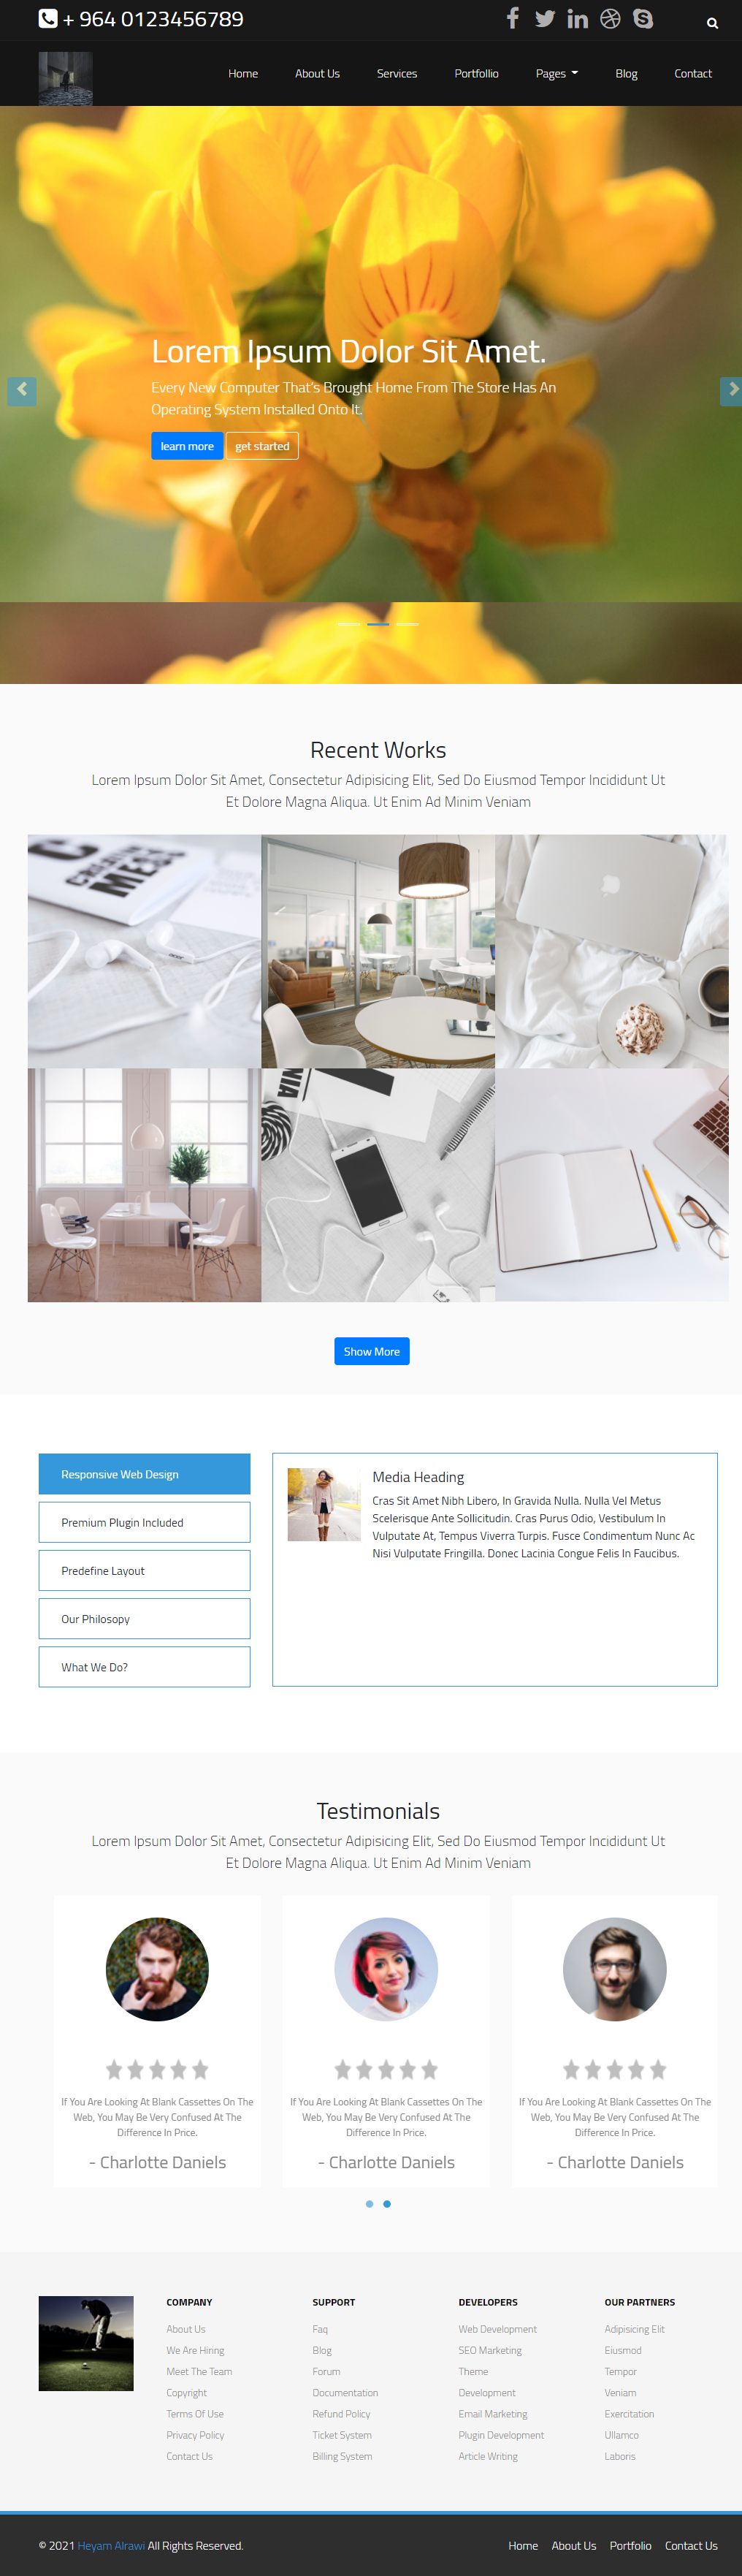 + 964 0123456789
Home About Us Services Portfollio Pages Blog Contact
Lorem Ipsum Dolor Sit Amet.
Every New Computer That's Brought Home From The Store Has An
Operating System Installed Onto It.
learn more get started
Recent Works
Lorem Ipsum Dolor Sit Amet, Consectetur Adipisicing Elit, Sed Do Eiusmod Tempor Incididunt Ut
Et Dolore Magna Aliqua. Ut Enim Ad Minim Veniam
Show More
Responsive Web Design
Premium Plugin Included
Predefine Layout
Our Philosopy
What We Do?
Media Heading
Cras Sit Amet Nibh Libero, In Gravida Nulla. Nulla Vel Metus
Scelerisque Ante Sollicitudin. Cras Purus Odio, Vestibulum In
Vulputate At, Tempus Viverra Turpis. Fusce Condimentum Nunc Ac
Nisi Vulputate Fringilla. Donec Lacinia Congue Felis In Faucibus.
Testimonials
Lorem Ipsum Dolor Sit Amet, Consectetur Adipisicing Elit, Sed Do Eiusmod Tempor Incididunt Ut
Et Dolore Magna Aliqua. Ut Enim Ad Minim Veniam
If You Are Looking At Blank Cassettes On The
Web, You May Be Very Confused At The
Difference In Price.
- Charlotte Daniels
If You Are Looking At Blank Cassettes On The
Web, You May Be Very Confused At The
Difference In Price.
- Charlotte Daniels
If You Are Looking At Blank Cassettes On The
Web, You May Be Very Confused At The
Difference In Price.
- Charlotte Daniels
COMPANY
About Us
We Are Hiring
Meet The Team
Copyright
Terms Of Use
Privacy Policy
Contact Us
SUPPORT
Faq
Blog
Forum
Documentation
Refund Policy
Ticket System
Billing System
DEVELOPERS
Web Development
SEO Marketing
Theme
Development
Email Marketing
Plugin Development
Article Writing
OUR PARTNERS
Adipisicing Elit
Eiusmod
Tempor
Veniam
Exercitation
Ullamco
Laboris
© 2021 Heyam Alrawi All Rights Reserved.
Home About Us Portfolio Contact Us